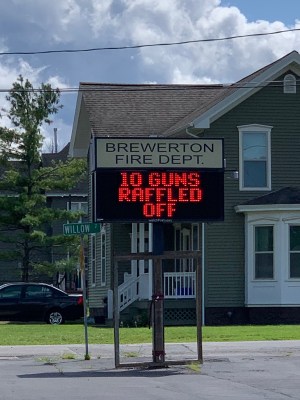 BREWERTON
FIRE DEPT.
10 GUNS
RAFFLED
OFF
WILLOW